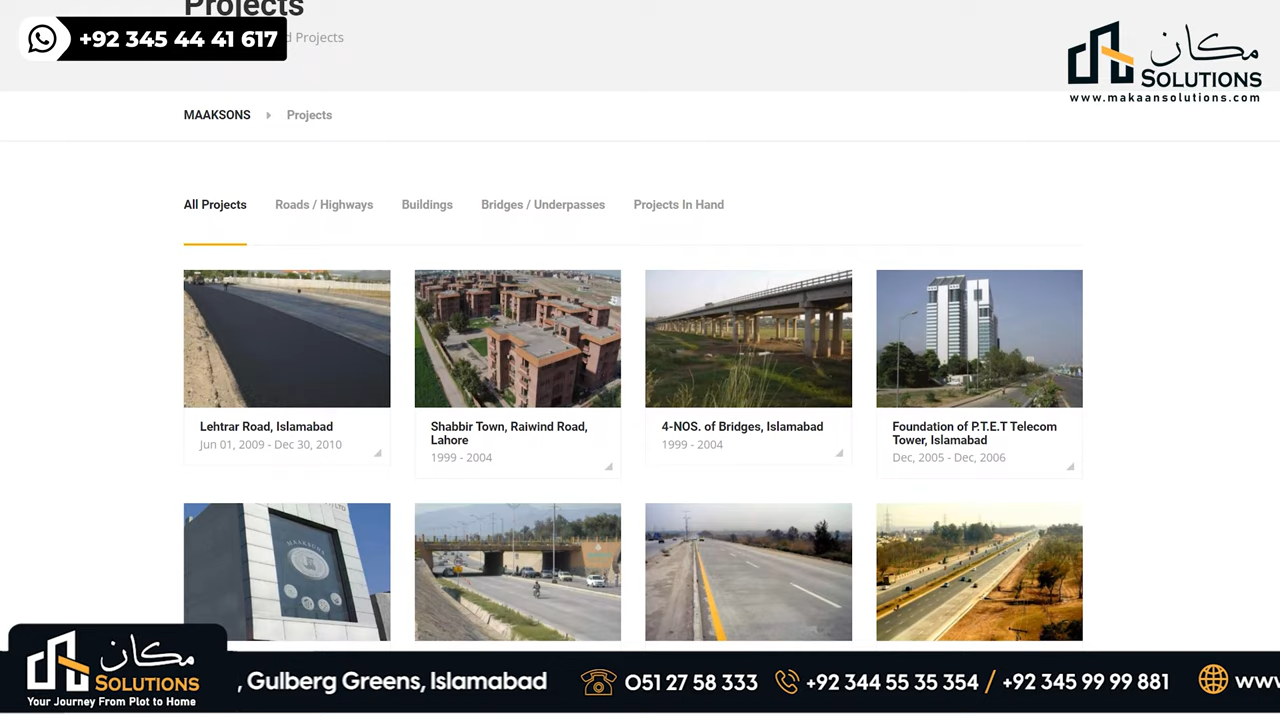 Projects
+92 345 44 41 617
d Projects
مكان
SOLUTIONS
www.makaansolutions.com
MAAKSONS
Projects
All Projects
Roads / Highways
Buildings
Bridges / Underpasses
Projects In Hand
Lehtrar Road, Islamabad
Jun 01, 2009 - Dec 30, 2010
Shabbir Town, Raiwind Road,
Lahore
1999 - 2004
4-NOS. of Bridges, Islamabad
1999 - 2004
Foundation of P.T.E.T Telecom
Tower, Islamabad
Dec, 2005 - Dec, 2006
MAAKSONS
مكان
SOLUTIONS
Your Journey From Plot to Home
, Gulberg Greens, Islamabad
051 27 58 333
+92 344 55 35 354 / +92 345 99 99 881
www